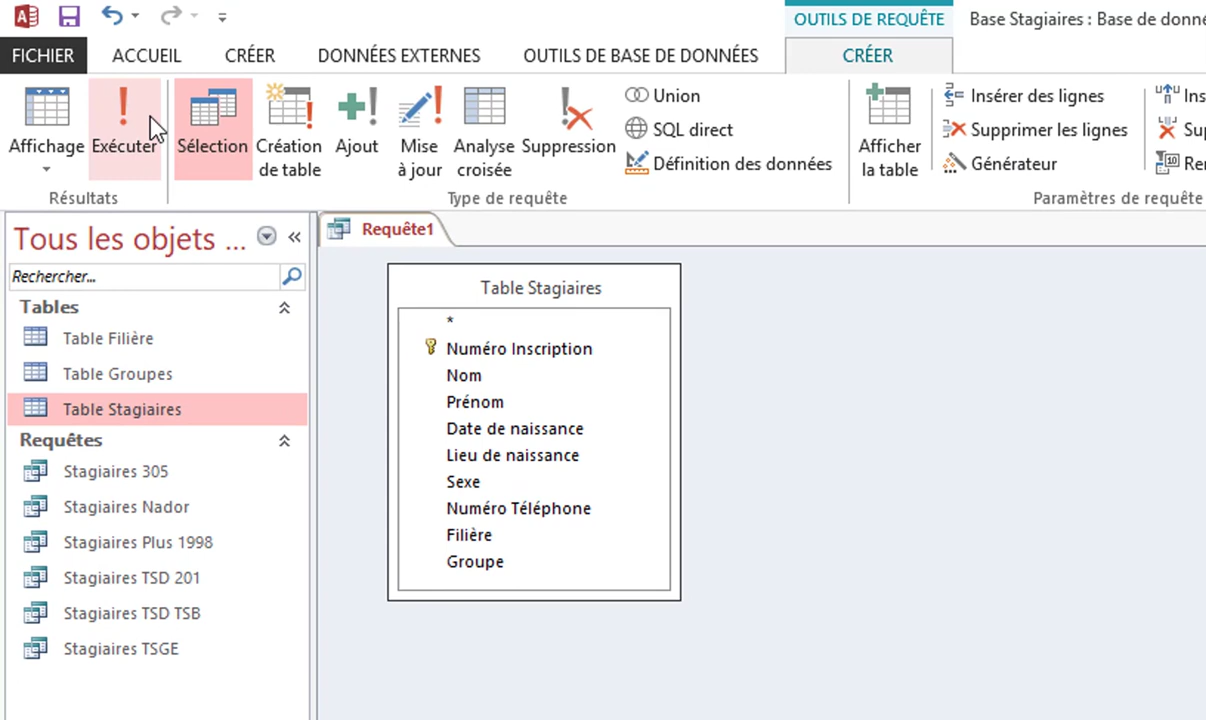 OUTILS DE REQUÊTE
Base Stagiaires : Base de donné
FICHIER
ACCUEIL
CRÉER
DONNÉES EXTERNES
OUTILS DE BASE DE DONNÉES
CRÉER
Affichage
Exécuter
Résultats
Sélection
Création
de table
Ajout
Mise
à jour
Analyse
croisée
Suppression
Union
SQL direct
Définition des données
Type de requête
Afficher
la table
Insérer des lignes
Supprimer les lignes
Générateur
Ins
Sup
Paramètres de requête
Tous les objets ...
Rechercher...
Tables
Table Filière
Table Groupes
Table Stagiaires
Requêtes
Stagiaires 305
Stagiaires Nador
Stagiaires Plus 1998
Stagiaires TSD 201
Stagiaires TSD TSB
Stagiaires TSGE
Requête1
Table Stagiaires
*
Numéro Inscription
Nom
Prénom
Date de naissance
Lieu de naissance
Sexe
Numéro Téléphone
Filière
Groupe